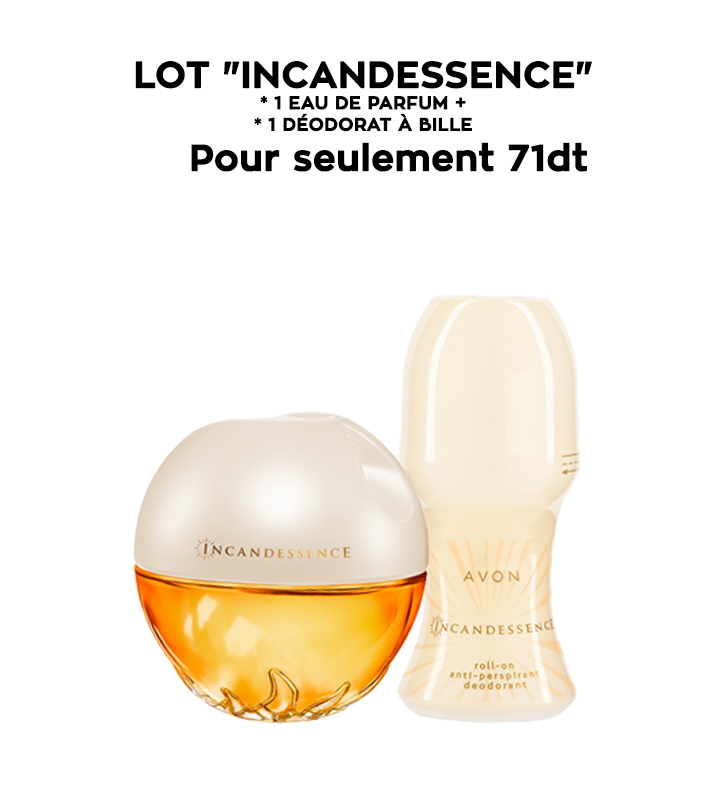 LOT "INCANDESSENCE"
* 1 EAU DE PARFUM +
* 1 DÉODORAT À BILLE
Pour seulement 71dt
INCANDESSENCE
AVON
INCANDESSENCE
roll-on
anti-perspirant
deodorant